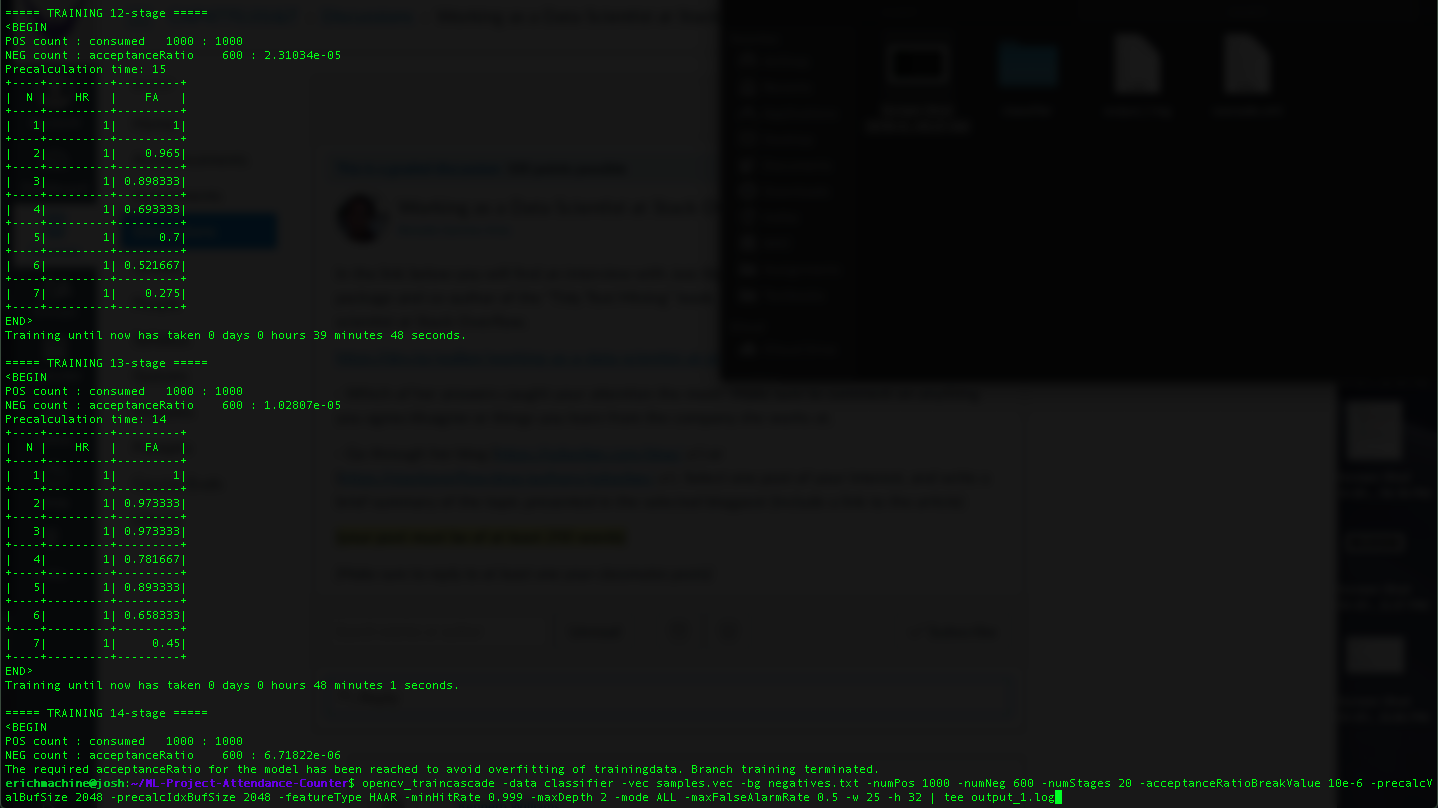 ===== TRAINING 12-stage =====
<BEGIN
POS count : consumed   1000 : 1000
NEG count : acceptanceRatio    600 : 2.31034e-05
Precalculation time: 15
+----+---------+---------+
|  N |    HR   |    FA   |
+----+---------+---------+
|   1|        1|        1|
+----+---------+---------+
|   2|        1|    0.965|
+----+---------+---------+
|   3|        1| 0.898333|
+----+---------+---------+
|   4|        1| 0.693333|
+----+---------+---------+
|   5|        1|      0.7|
+----+---------+---------+
|   6|        1| 0.521667|
+----+---------+---------+
|   7|        1|    0.275|
+----+---------+---------+
END>
Training until now has taken 0 days 0 hours 39 minutes 48 seconds.
===== TRAINING 13-stage =====
<BEGIN
POS count : consumed   1000 : 1000
NEG count : acceptanceRatio    600 : 1.02807e-05
Precalculation time: 14
+----+---------+---------+
|  N |    HR   |    FA   |
+----+---------+---------+
|   1|        1|        1|
+----+---------+---------+
|   2|        1| 0.973333|
+----+---------+---------+
|   3|        1| 0.973333|
+----+---------+---------+
|   4|        1| 0.781667|
+----+---------+---------+
|   5|        1| 0.893333|
+----+---------+---------+
|   6|        1| 0.658333|
+----+---------+---------+
|   7|        1|     0.45|
+----+---------+---------+
END>
Training until now has taken 0 days 0 hours 48 minutes 1 seconds.
===== TRAINING 14-stage =====
<BEGIN
POS count : consumed   1000 : 1000
NEG count : acceptanceRatio    600 : 6.71822e-06
The required acceptanceRatio for the model has been reached to avoid overfitting of trainingdata. Branch training terminated.
erichmachine@josh:~/ML-Project-Attendance-Counter$ opencv_traincascade -data classifier -vec samples.vec -bg negatives.txt -numPos 1000 -numNeg 600 -numStages 20 -acceptanceRatioBreakValue 10e-6 -precalcV
alBufSize 2048 -precalcIdxBufSize 2048 -featureType HAAR -minHitRate 0.999 -maxDepth 2 -mode ALL -maxFalseAlarmRate 0.5 -w 25 -h 32 | tee output_1.log